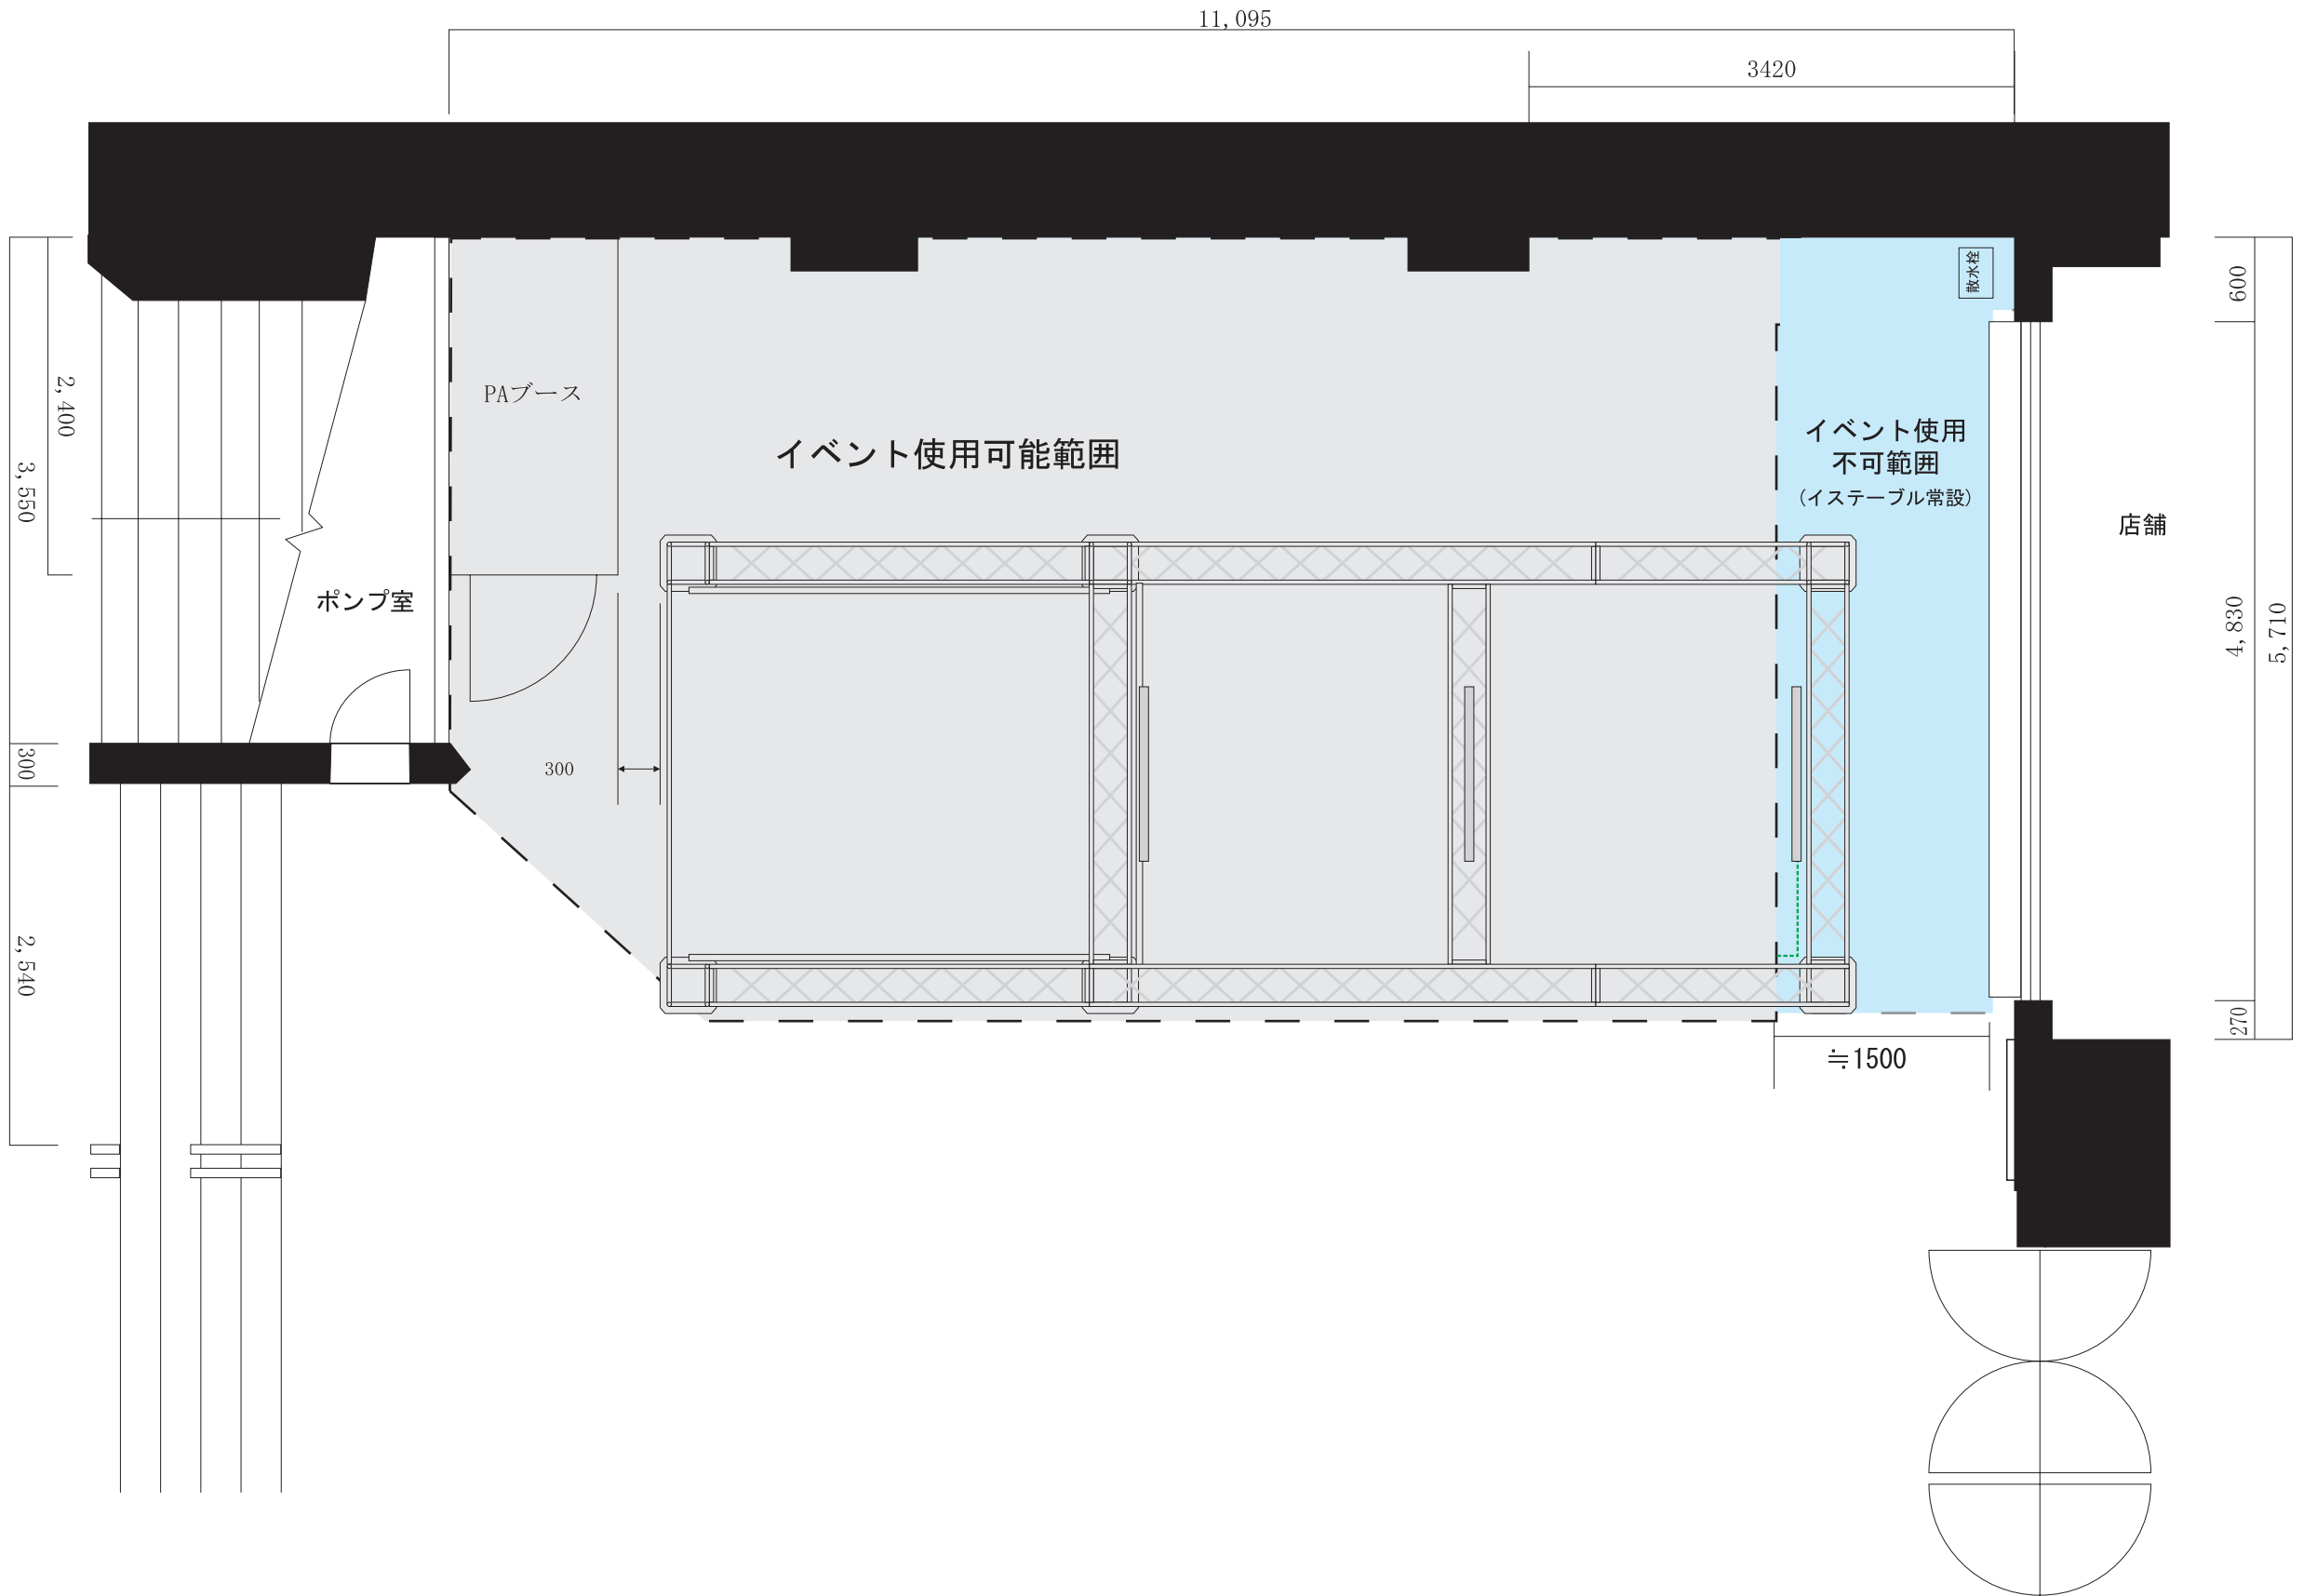 11,095
3420
散水栓
600
2,400
PAブース
3,550
イベント使用可能範囲
イベント使用
不可範囲
(イステーブル常設)
店舗
ポンプ室
4,830
5,710
300
300
2,540
270
≒1500